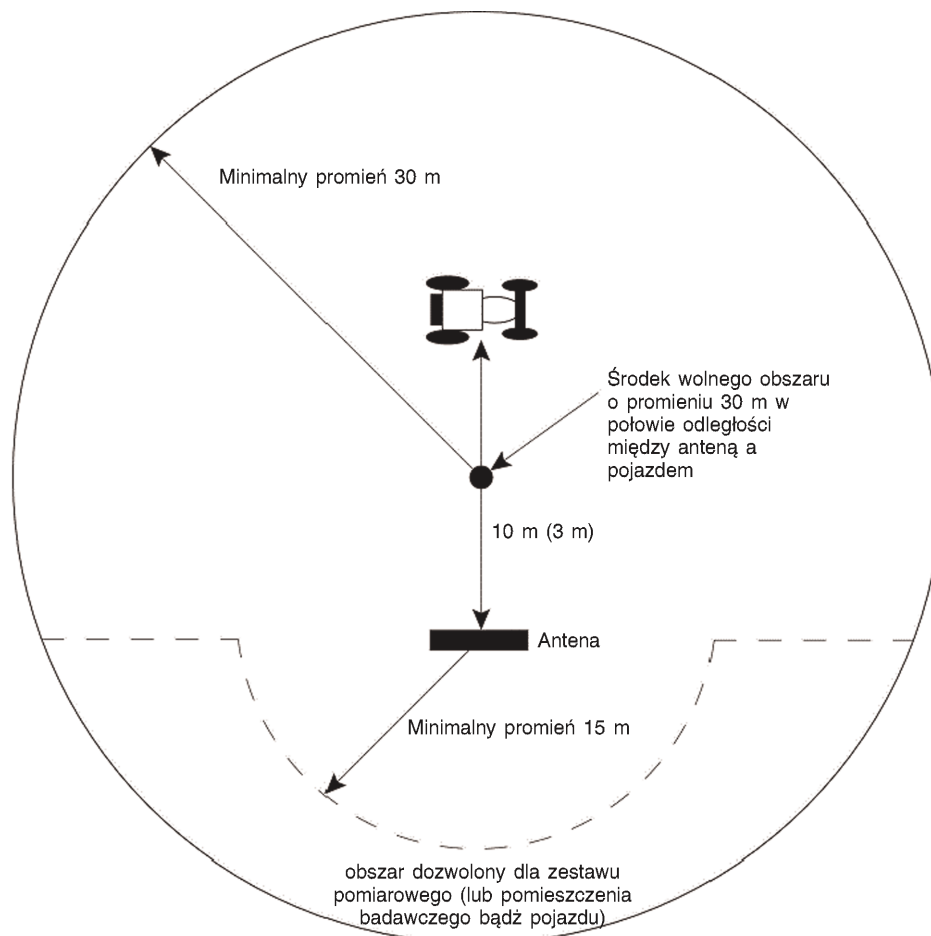 Minimalny promień 30 m
Środek wolnego obszaru
o promieniu 30 m w
połowie odległości
między anteną a
pojazdem
10 m (3 m)
Antena
Minimalny promień 15 m
obszar dozwolony dla zestawu
pomiarowego (lub pomieszczenia
badawczego bądź pojazdu)